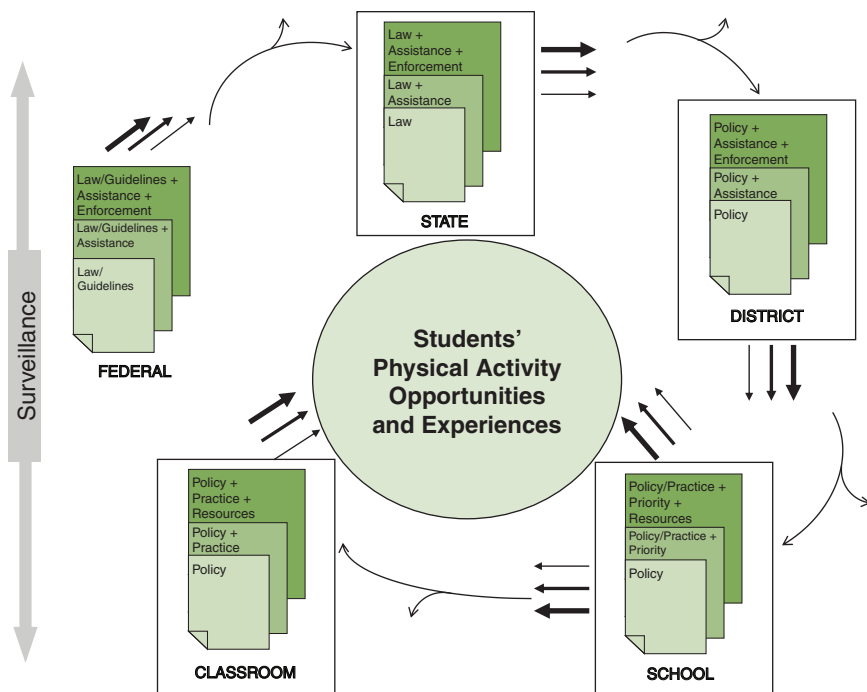 Law +
Assistance +
Enforcement
Law +
Assistance
Law
STATE
Policy +
Assistance +
Enforcement
Policy +
Assistance
Policy
DISTRICT
Law/Guidelines +
Assistance +
Enforcement
Law/Guidelines +
Assistance
Law/
Guidelines
FEDERAL
Surveillance
Students’
Physical Activity
Opportunities
and Experiences
Policy +
Practice +
Resources
Policy +
Practice
Policy
CLASSROOM
Policy/Practice +
Priority +
Resources
Policy/Practice +
Priority
Policy
SCHOOL